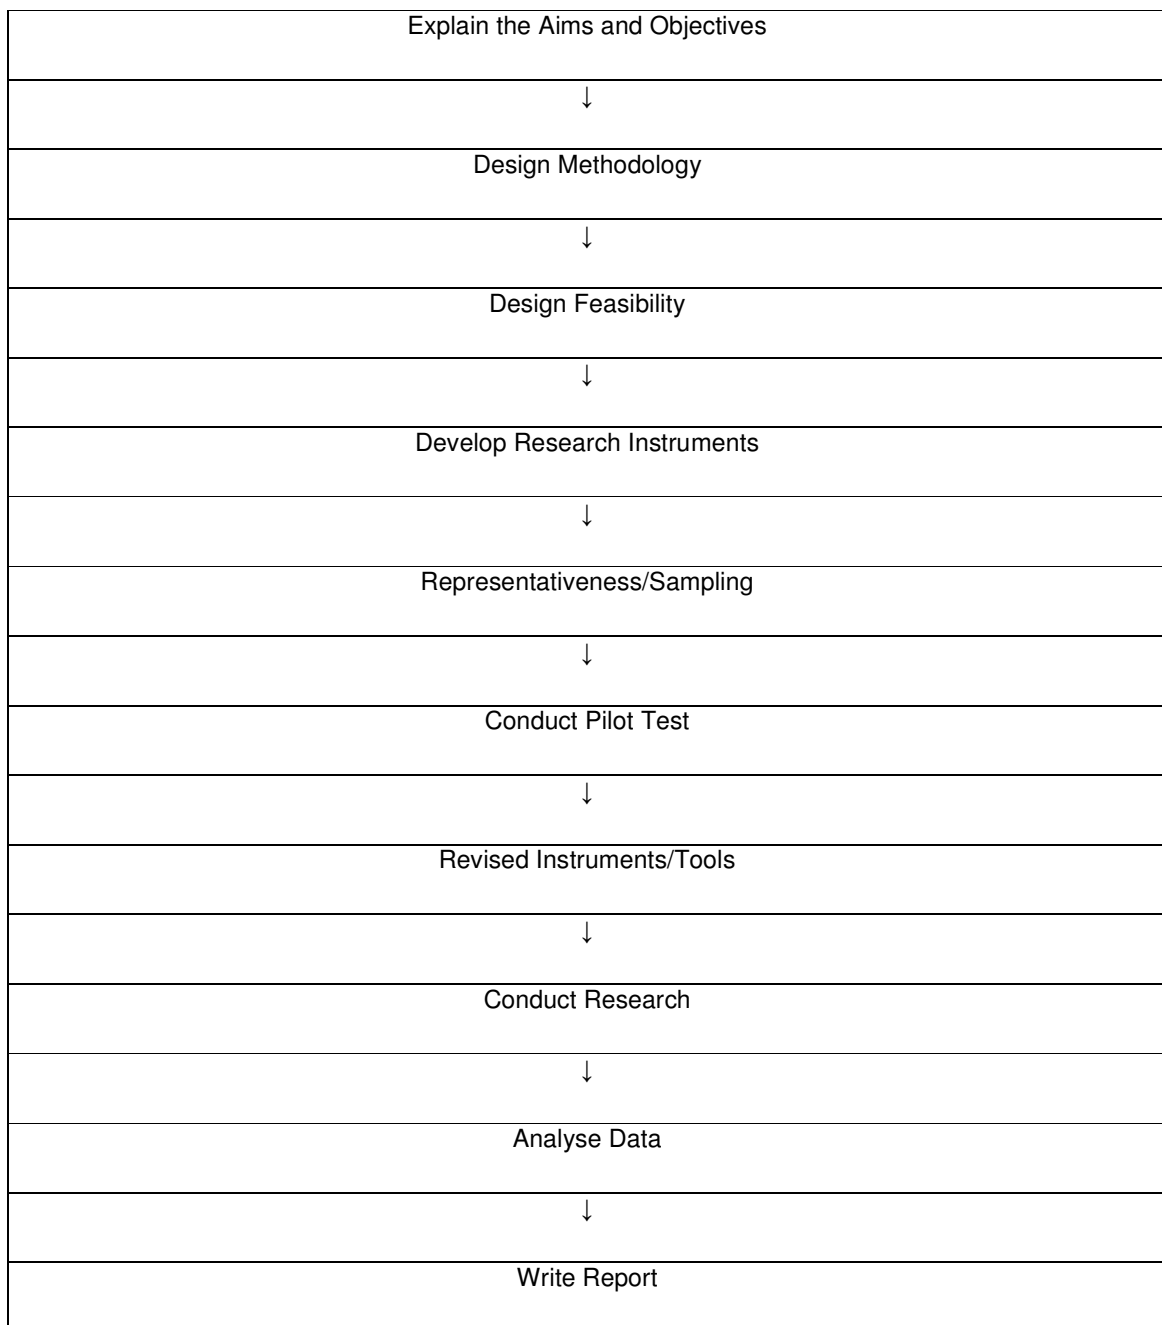 Explain the Aims and Objectives
↓
Design Methodology
↓
Design Feasibility
↓
Develop Research Instruments
↓
Representativeness/Sampling
↓
Conduct Pilot Test
↓
Revised Instruments/Tools
↓
Conduct Research
↓
Analyse Data
↓
Write Report